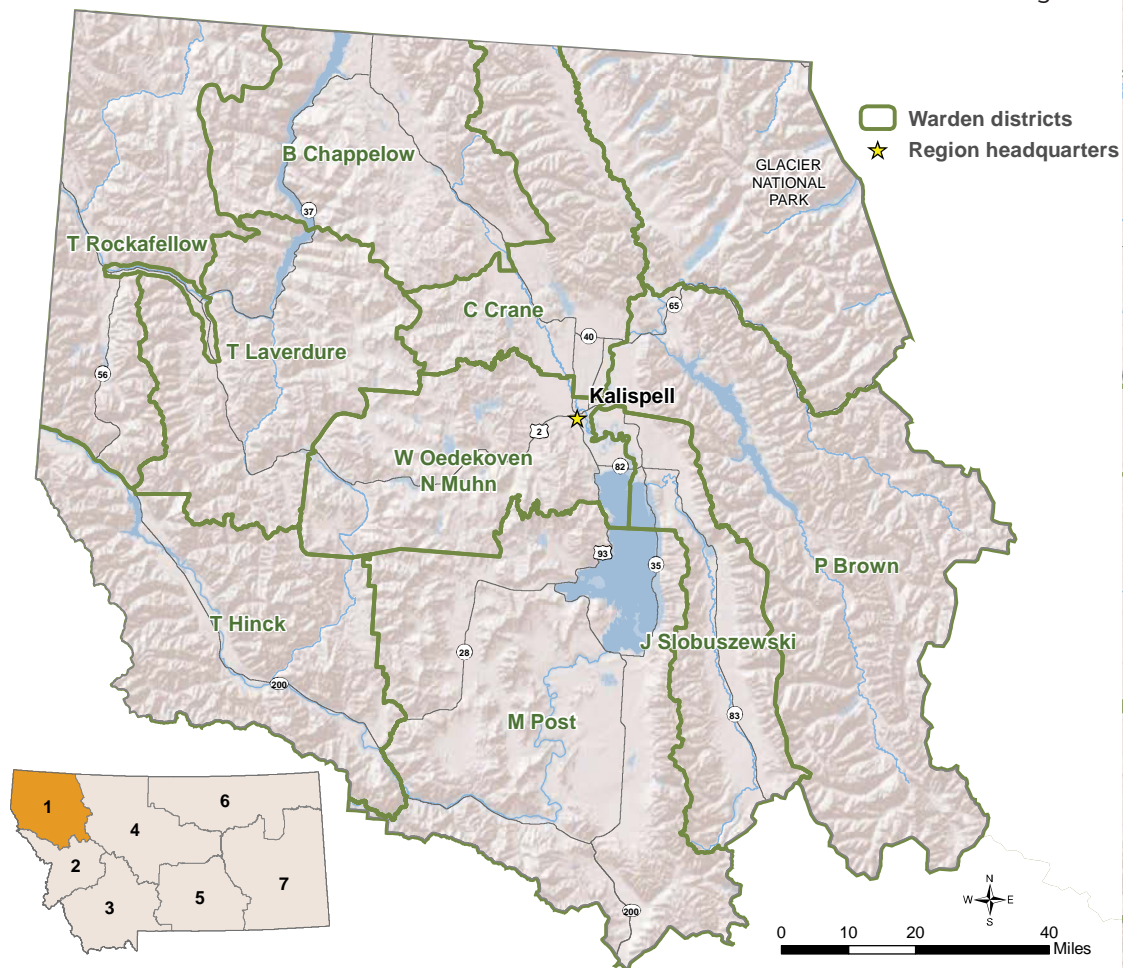 Warden districts
Region headquarters
GLACIER
NATIONAL
PARK
B Chappelow
37
T Rockafellow
65
C Crane
40
T Laverdure
56
Kalispell
2
W Oedekoven
N Muhn
82
93
35
P Brown
T Hinck
J Slobuszewski
28
200
83
M Post
1
6
4
2
7
5
3
200
N
W E
S
0 10 20 40
Miles